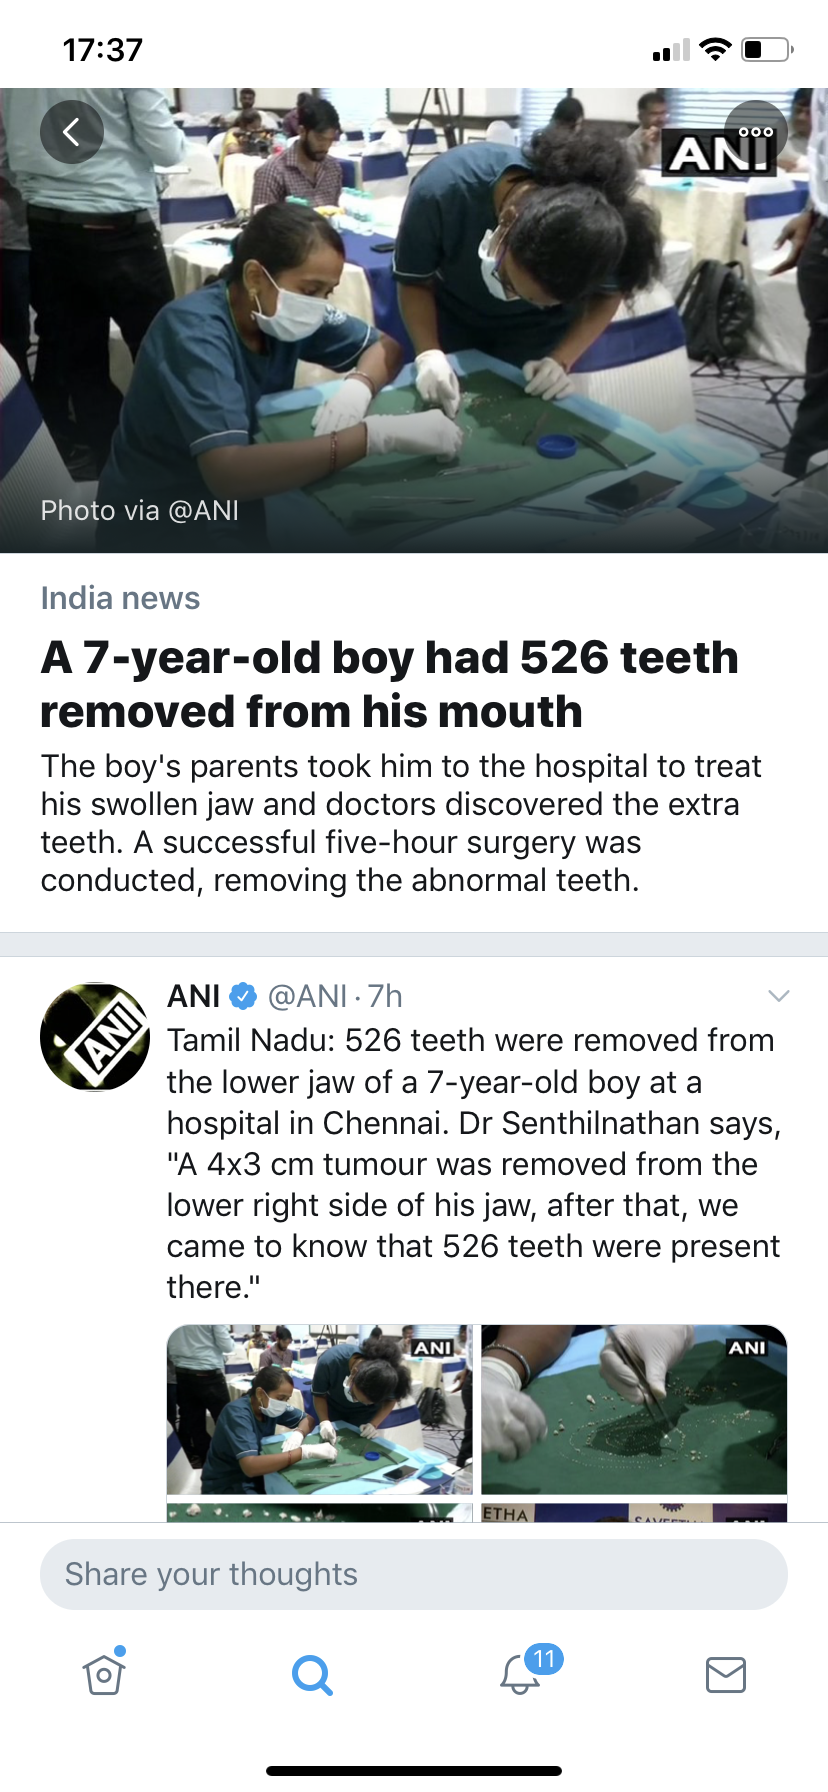 17:37
ANI
Photo via @ANI
India news
A 7-year-old boy had 526 teeth
removed from his mouth
The boy's parents took him to the hospital to treat
his swollen jaw and doctors discovered the extra
teeth. A successful five-hour surgery was
conducted, removing the abnormal teeth.
ANI @ANI · 7h
ANI
Tamil Nadu: 526 teeth were removed from
the lower jaw of a 7-year-old boy at a
hospital in Chennai. Dr Senthilnathan says,
"A 4x3 cm tumour was removed from the
lower right side of his jaw, after that, we
came to know that 526 teeth were present
there."
ANI
ANI
ETHA
Share your thoughts
11